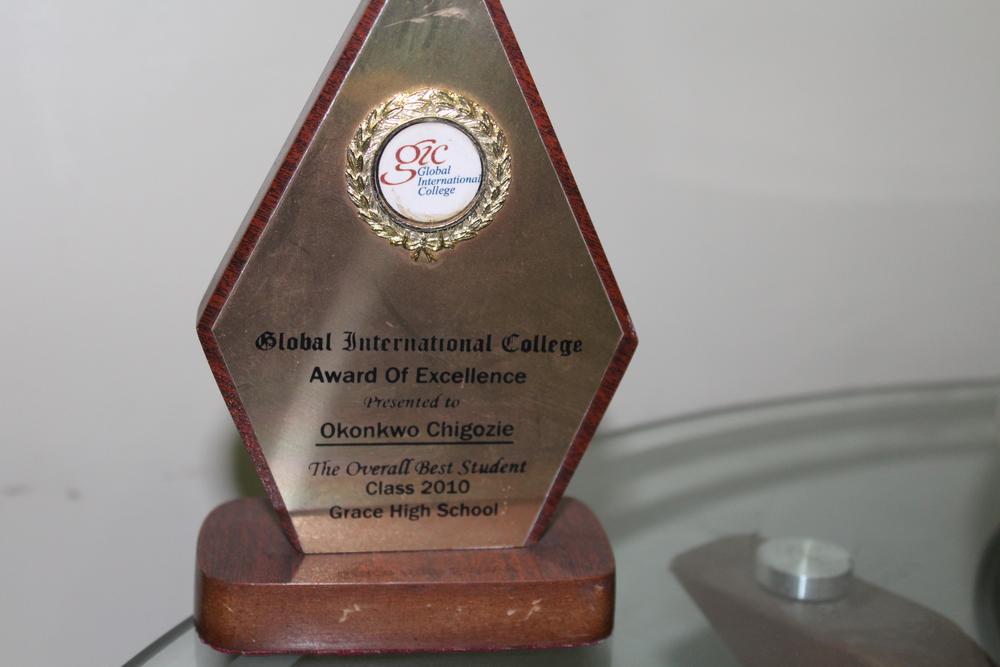 gic
Global
International
College
Global International College
Award Of Excellence
Presented to
Okonkwo Chigozie
The Overall Best Student
Class 2010
Grace High School